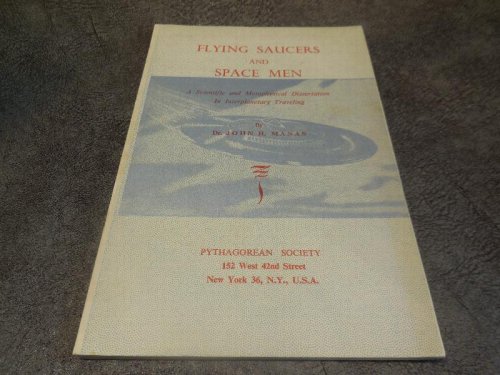 FLYING SAUCERS
AND
SPACE MEN
A Scientific and Metaphysical Dissertation
In Interplanetary Traveling
By
Dr. JOHN H. MANAS
PYTHAGOREAN SOCIETY
152 West 42nd Street
New York 36, N.Y., U.S.A.